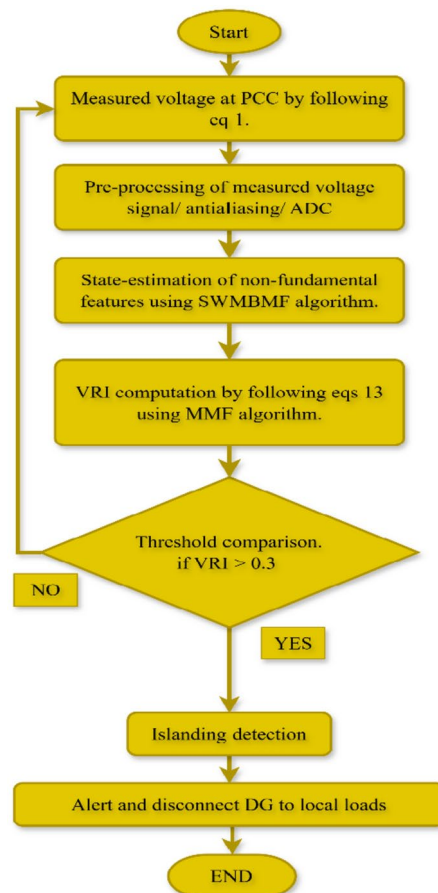 Start
Measured voltage at PCC by following
eq 1.
Pre-processing of measured voltage
signal/ antialiasing/ ADC
State-estimation of non-fundamental
features using SWMBMF algorithm.
VRI computation by following eqs 13
using MMF algorithm.
Threshold comparison.
if VRI > 0.3
NO
YES
Islanding detection
Alert and disconnect DG to local loads
END